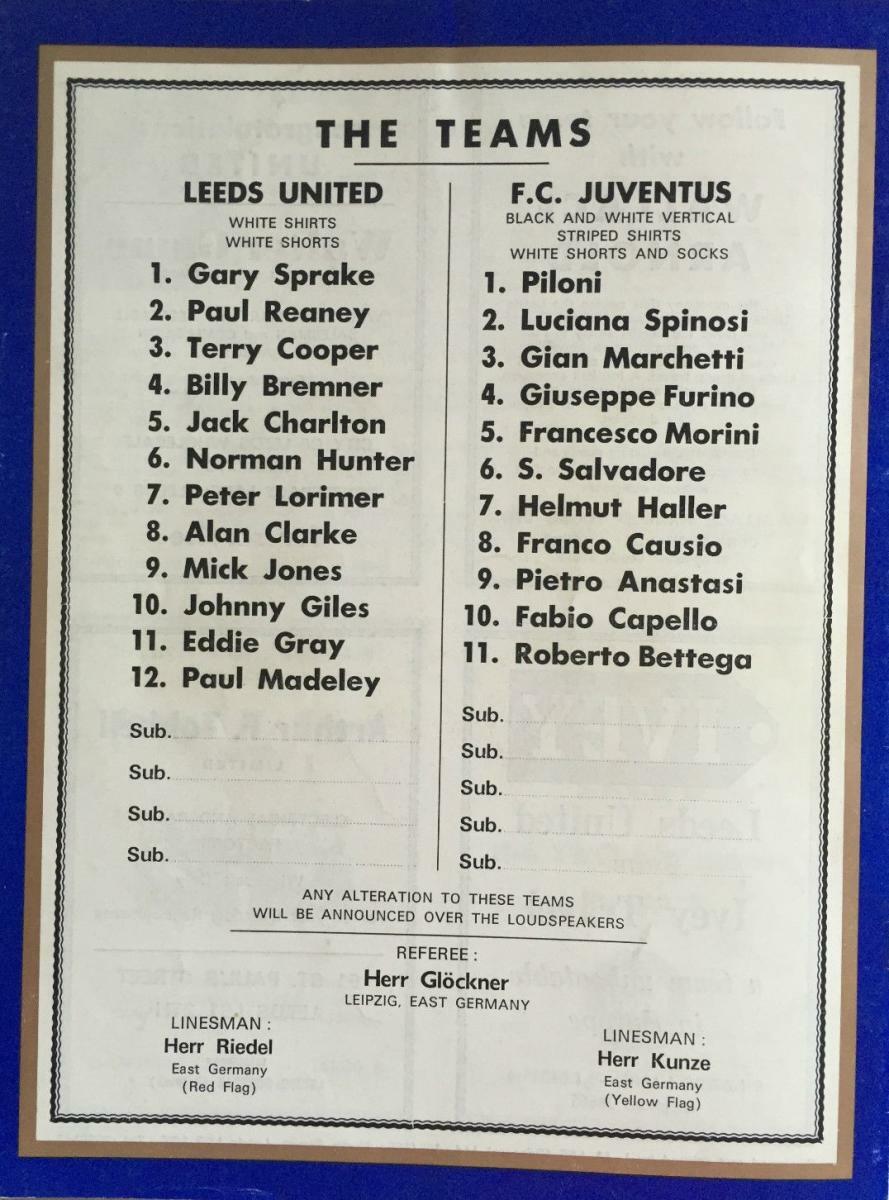 THE TEAMS
LEEDS UNITED
WHITE SHIRTS
WHITE SHORTS
1. Gary Sprake
2. Paul Reaney
3. Terry Cooper
4. Billy Bremner
5. Jack Charlton
6. Norman Hunter
7. Peter Lorimer
8. Alan Clarke
9. Mick Jones
10. Johnny Giles
11. Eddie Gray
12. Paul Madeley
Sub.
Sub.
Sub.
Sub.
F.C. JUVENTUS
BLACK AND WHITE VERTICAL
STRIPED SHIRTS
WHITE SHORTS AND SOCKS
1. Piloni
2. Luciana Spinosi
3. Gian Marchetti
4. Giuseppe Furino
5. Francesco Morini
6. S. Salvadore
7. Helmut Haller
8. Franco Causio
9. Pietro Anastasi
10. Fabio Capello
11. Roberto Bettega
Sub.
Sub.
Sub.
Sub.
Sub.
ANY ALTERATION TO THESE TEAMS
WILL BE ANNOUNCED OVER THE LOUDSPEAKERS
REFEREE :
Herr Glöckner
LEIPZIG, EAST GERMANY
LINESMAN :
Herr Riedel
East Germany
(Red Flag)
LINESMAN :
Herr Kunze
East Germany
(Yellow Flag)